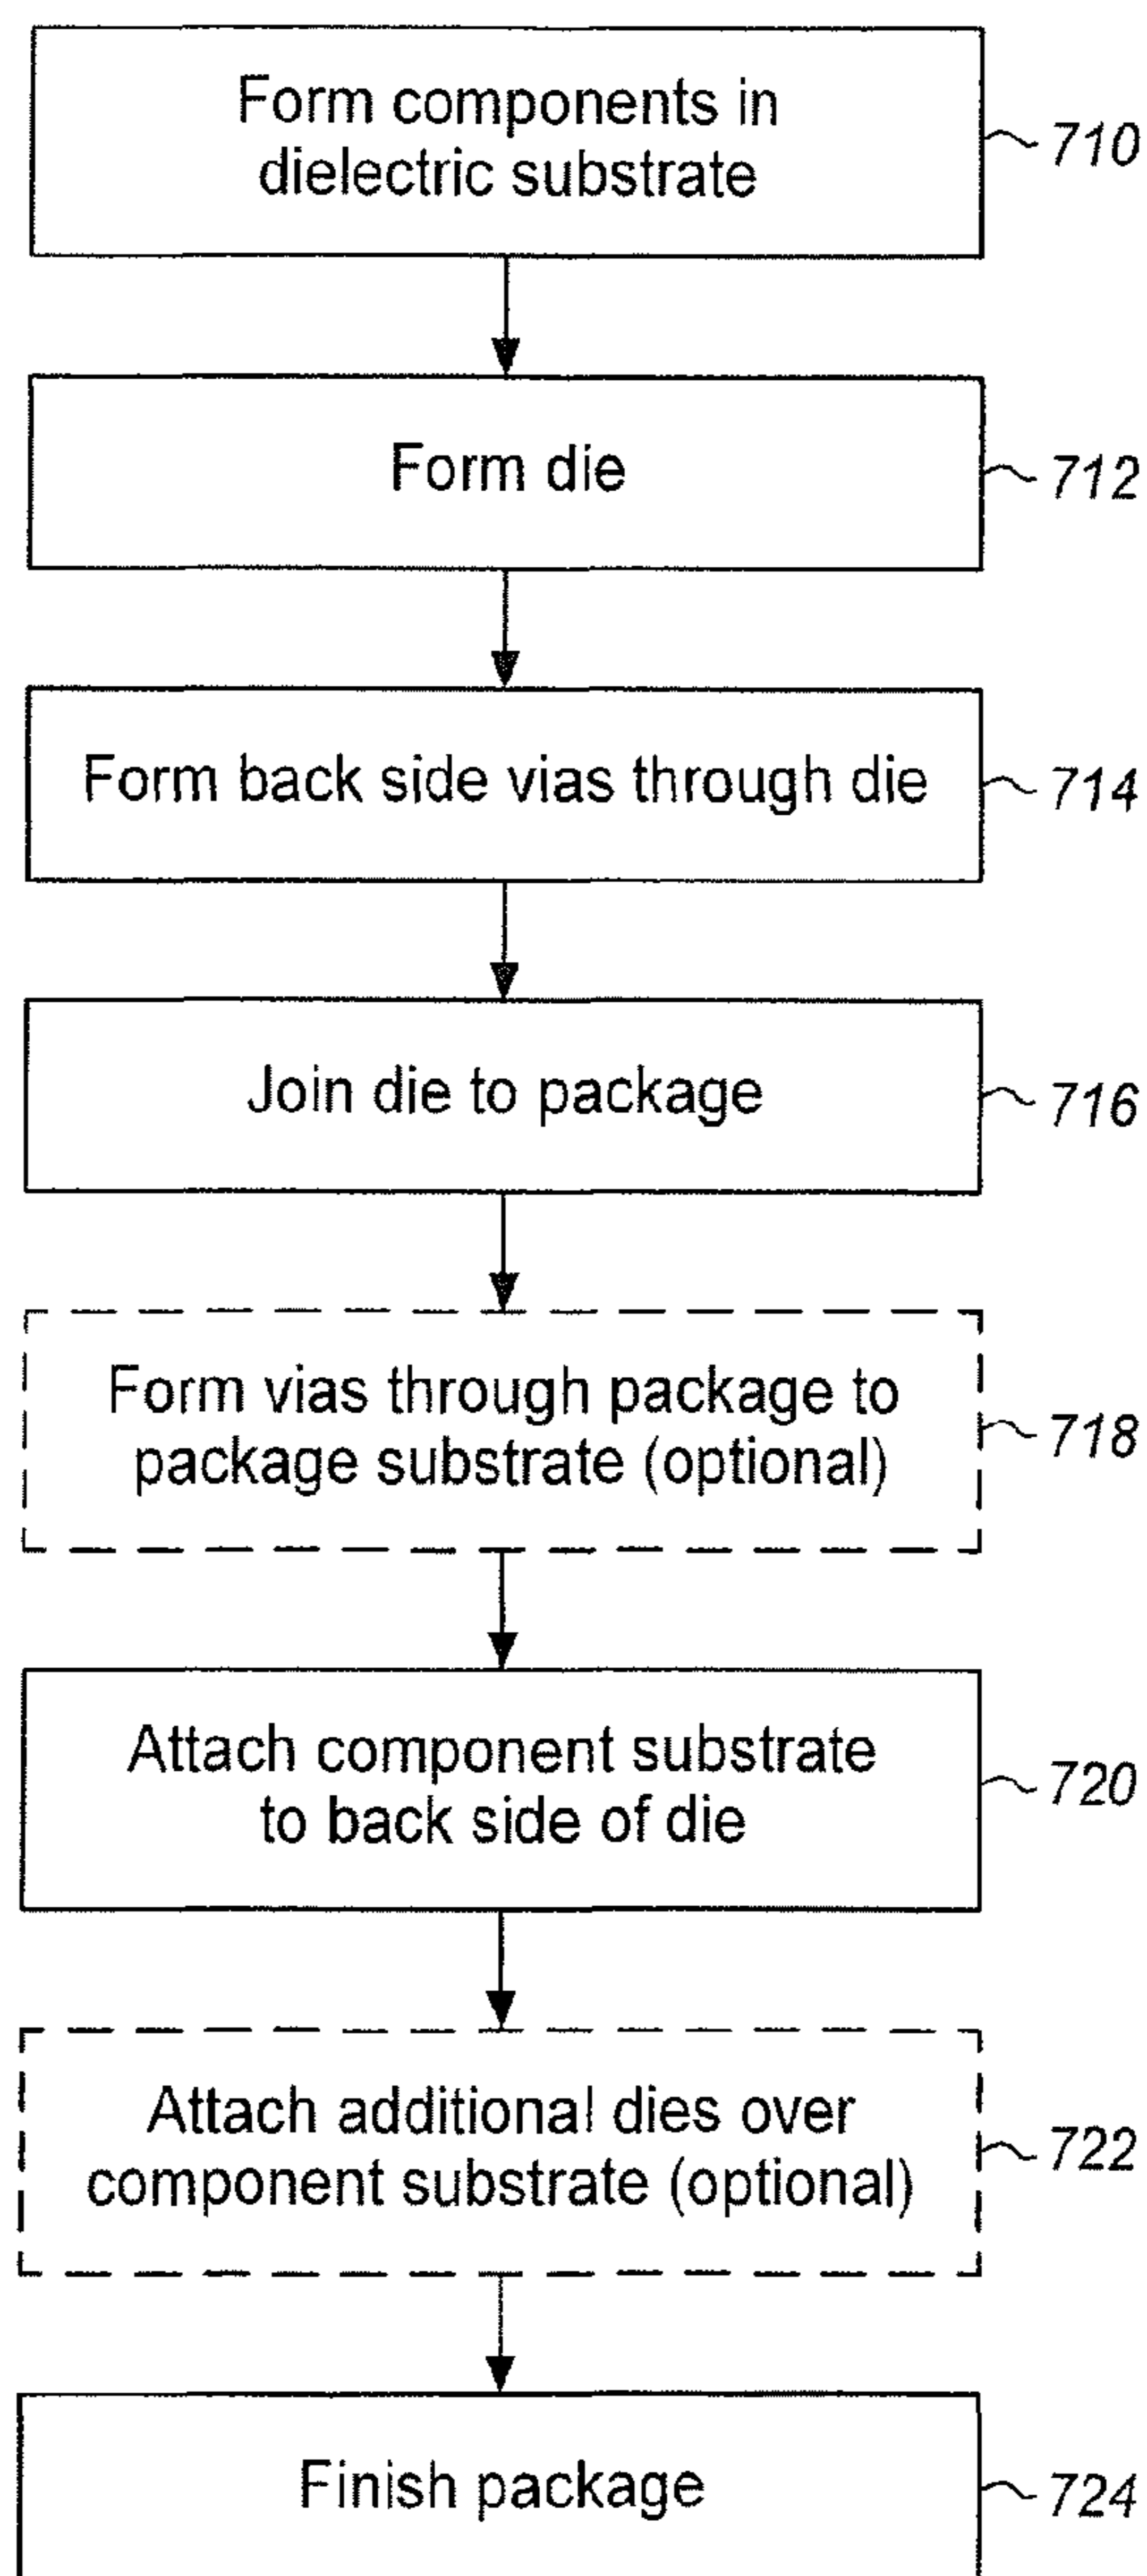 Form components in
dielectric substrate
710
Form die
712
Form back side vias through die
714
Join die to package
716
Form vias through package to
package substrate (optional)
718
Attach component substrate
to back side of die
720
Attach additional dies over
component substrate (optional)
722
Finish package
724